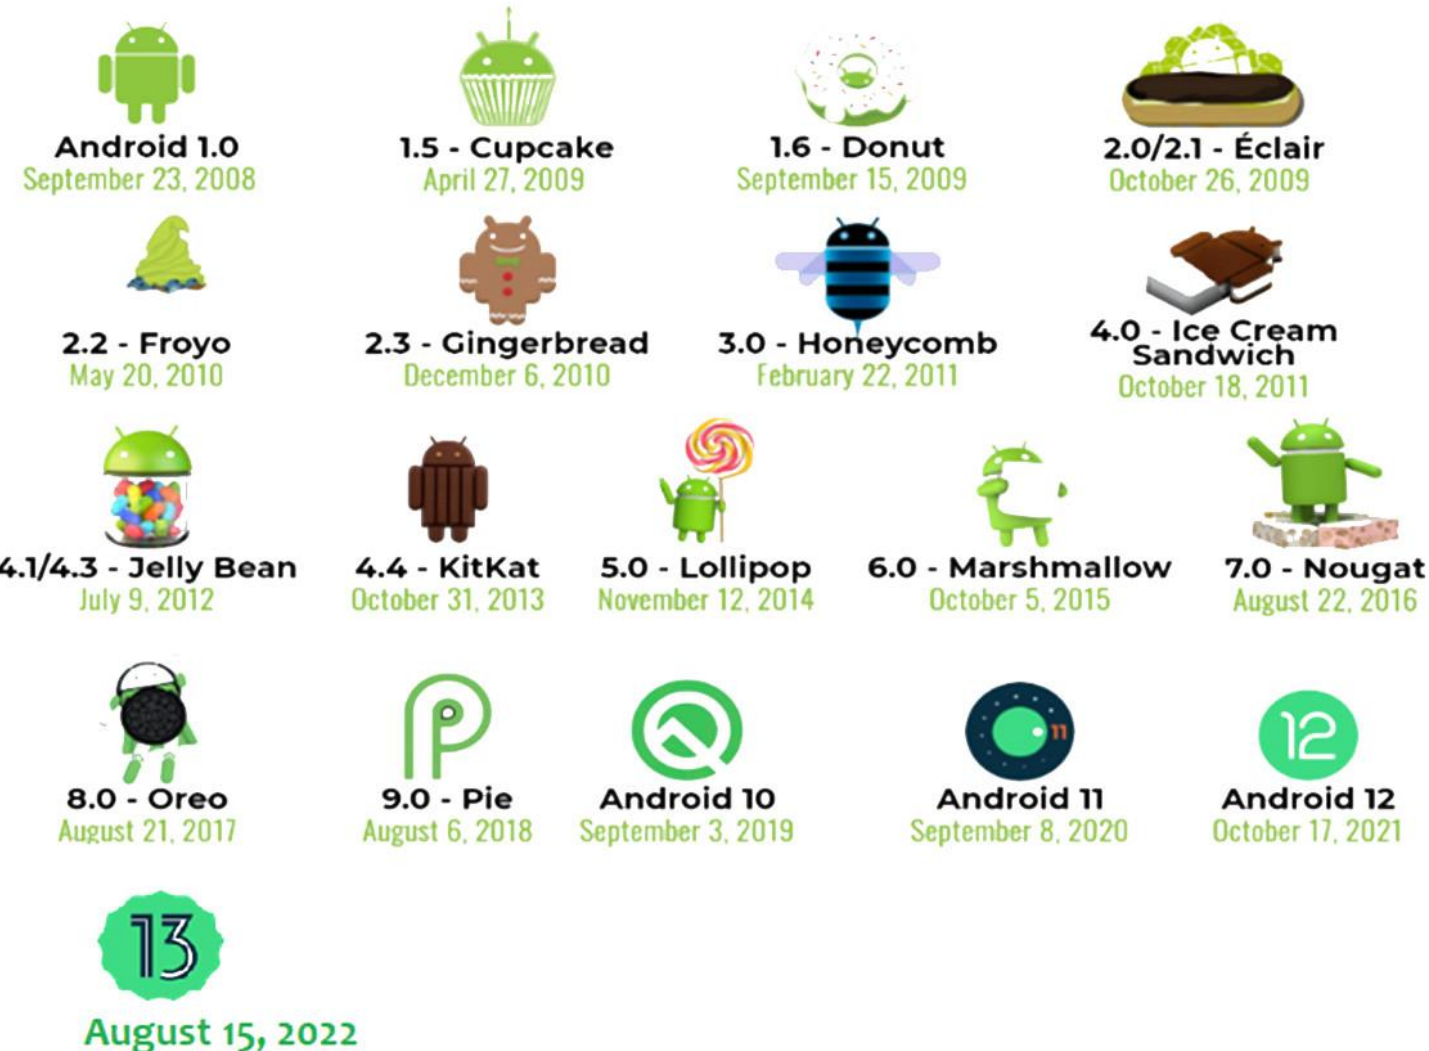 Android 1.0
September 23, 2008
1.5 - Cupcake
April 27, 2009
1.6 - Donut
September 15, 2009
2.0/2.1 - Éclair
October 26, 2009
2.2 - Froyo
May 20, 2010
2.3 - Gingerbread
December 6, 2010
3.0 - Honeycomb
February 22, 2011
4.0 - Ice Cream
Sandwich
October 18, 2011
4.1/4.3 - Jelly Bean
July 9, 2012
4.4 - KitKat
October 31, 2013
5.0 - Lollipop
November 12, 2014
6.0 - Marshmallow
October 5, 2015
7.0 - Nougat
August 22, 2016
8.0 - Oreo
August 21, 2017
9.0 - Pie
August 6, 2018
Android 10
September 3, 2019
11
Android 11
September 8, 2020
12
Android 12
October 17, 2021
13
August 15, 2022